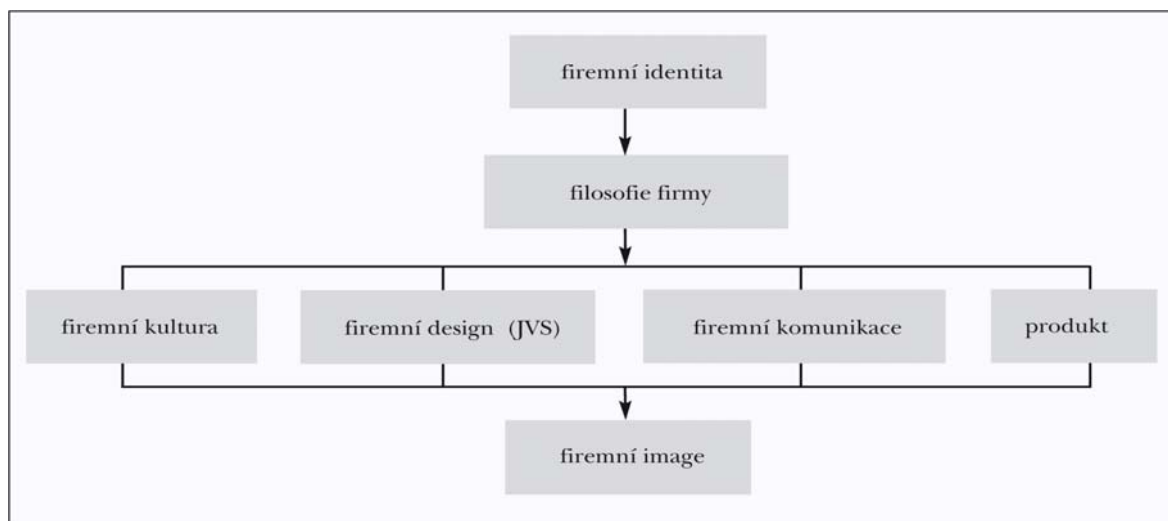 firemní identita
filosofie firmy
firemní kultura
firemní design (JVS)
firemní komunikace
produkt
firemní image